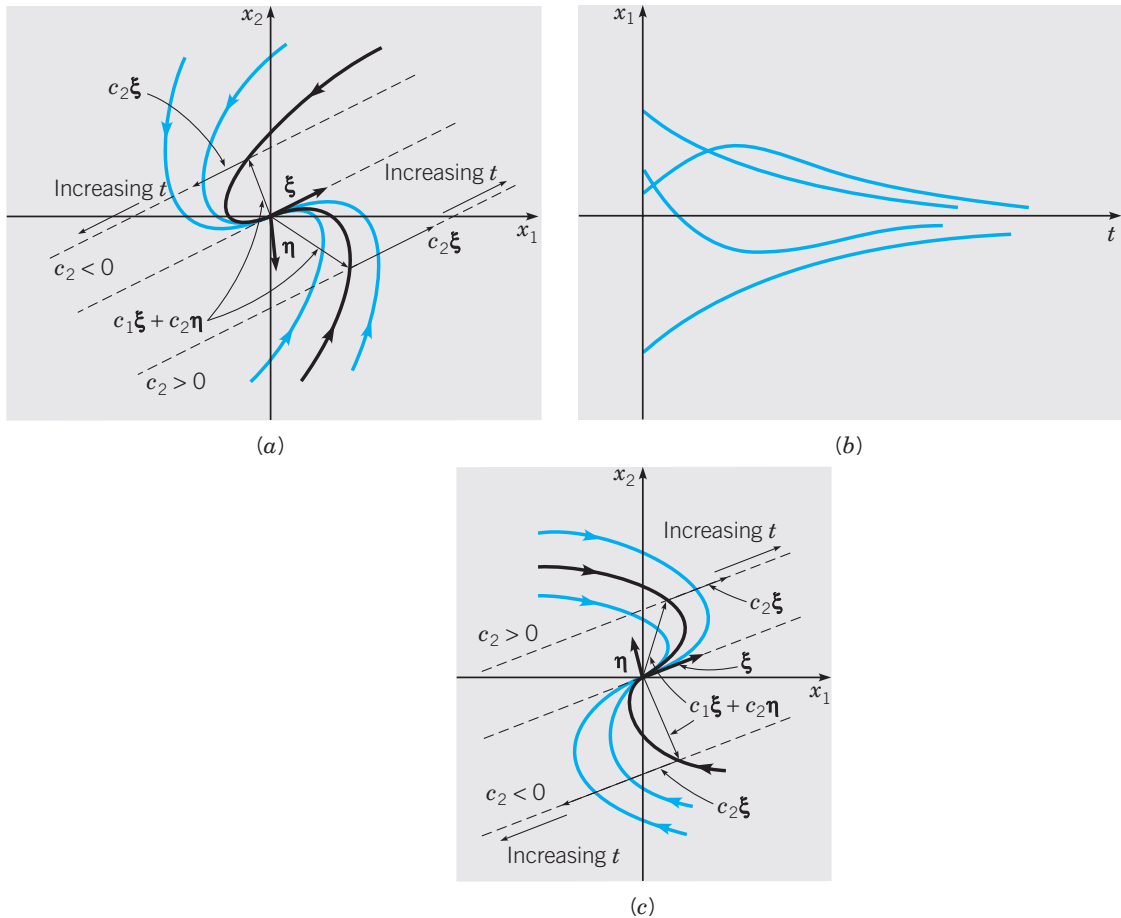 x₂
c₂ξ
Increasing t
ξ
Increasing t
x₁
c₂ξ
η
c₂ < 0
c₁ξ + c₂η
c₂ > 0
(a)
x₁
t
(b)
x₂
Increasing t
c₂ξ
c₂ > 0
η
ξ
x₁
c₁ξ + c₂η
c₂ < 0
c₂ξ
Increasing t
(c)